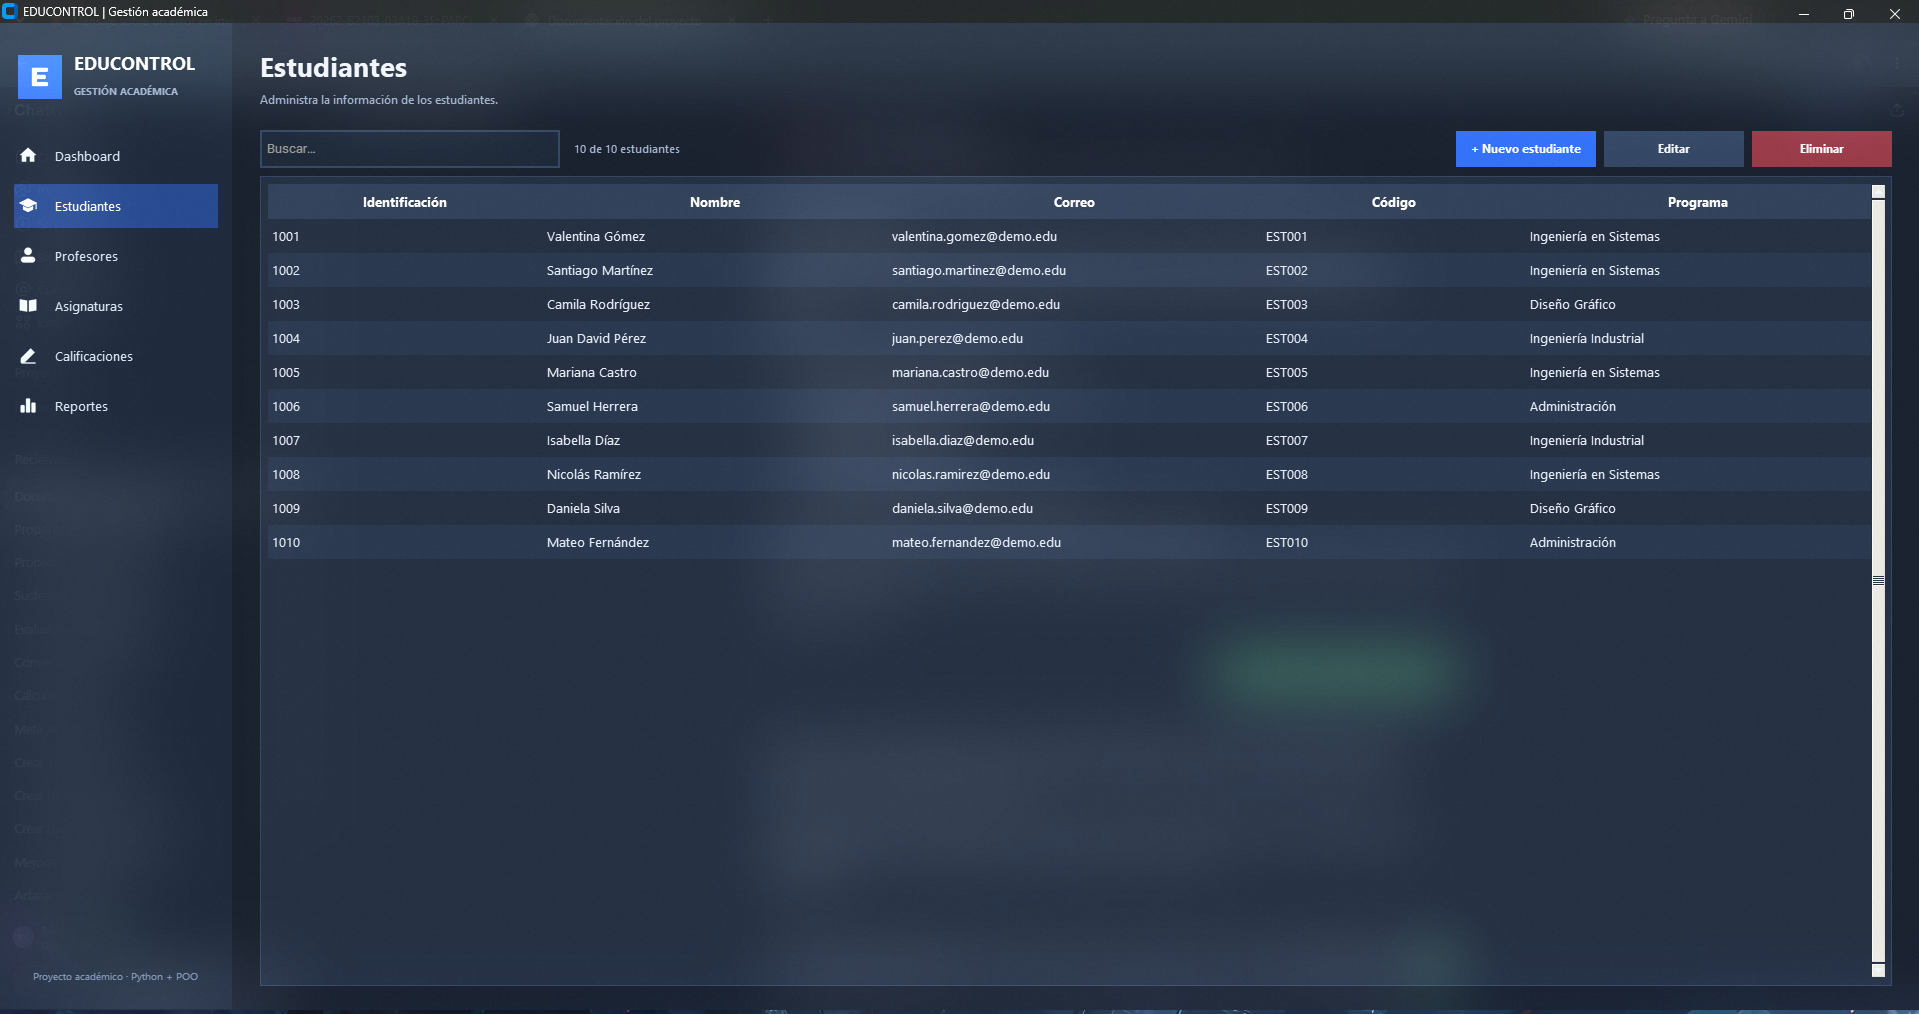 EDUCONTROL | Gestión académica
E
EDUCONTROL
GESTIÓN ACADÉMICA
Dashboard
Estudiantes
Profesores
Asignaturas
Calificaciones
Reportes
Proyecto académico · Python + POO
Estudiantes
Administra la información de los estudiantes.
Buscar...
10 de 10 estudiantes
+ Nuevo estudiante
Editar
Eliminar
Identificación Nombre Correo Código Programa
1001 Valentina Gómez valentina.gomez@demo.edu EST001 Ingeniería en Sistemas
1002 Santiago Martínez santiago.martinez@demo.edu EST002 Ingeniería en Sistemas
1003 Camila Rodríguez camila.rodriguez@demo.edu EST003 Diseño Gráfico
1004 Juan David Pérez juan.perez@demo.edu EST004 Ingeniería Industrial
1005 Mariana Castro mariana.castro@demo.edu EST005 Ingeniería en Sistemas
1006 Samuel Herrera samuel.herrera@demo.edu EST006 Administración
1007 Isabella Díaz isabella.diaz@demo.edu EST007 Ingeniería Industrial
1008 Nicolás Ramírez nicolas.ramirez@demo.edu EST008 Ingeniería en Sistemas
1009 Daniela Silva daniela.silva@demo.edu EST009 Diseño Gráfico
1010 Mateo Fernández mateo.fernandez@demo.edu EST010 Administración